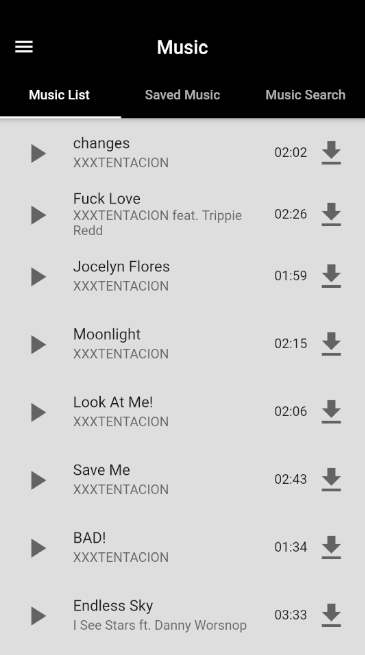 Music
Music List
Saved Music
Music Search
changes
XXXTENTACION
02:02
Fuck Love
XXXTENTACION feat. Trippie
Redd
02:26
Jocelyn Flores
XXXTENTACION
01:59
Moonlight
XXXTENTACION
02:15
Look At Me!
XXXTENTACION
02:06
Save Me
XXXTENTACION
02:43
BAD!
XXXTENTACION
01:34
Endless Sky
I See Stars ft. Danny Worsnop
03:33